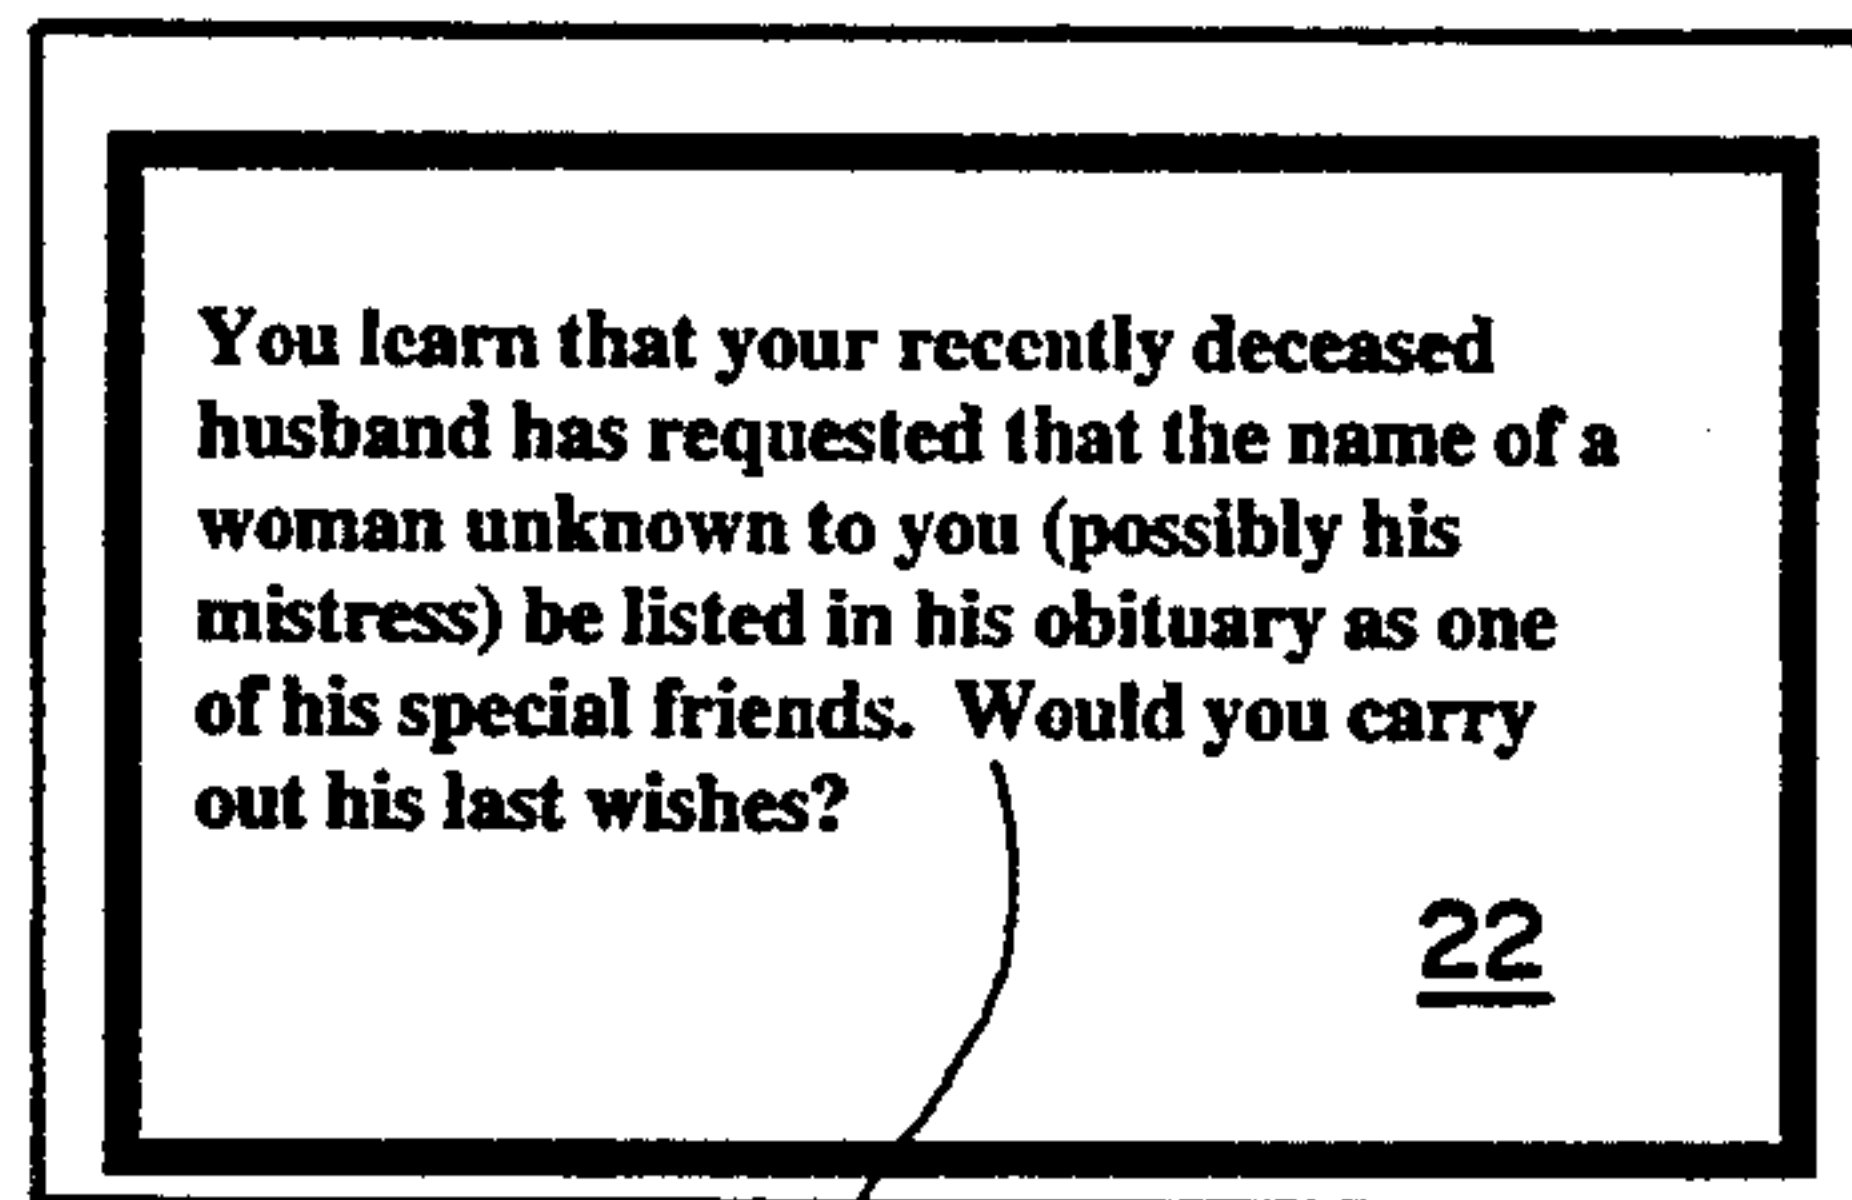 You learn that your recently deceased
husband has requested that the name of a
woman unknown to you (possibly his
mistress) be listed in his obituary as one
of his special friends. Would you carry
out his last wishes?
22